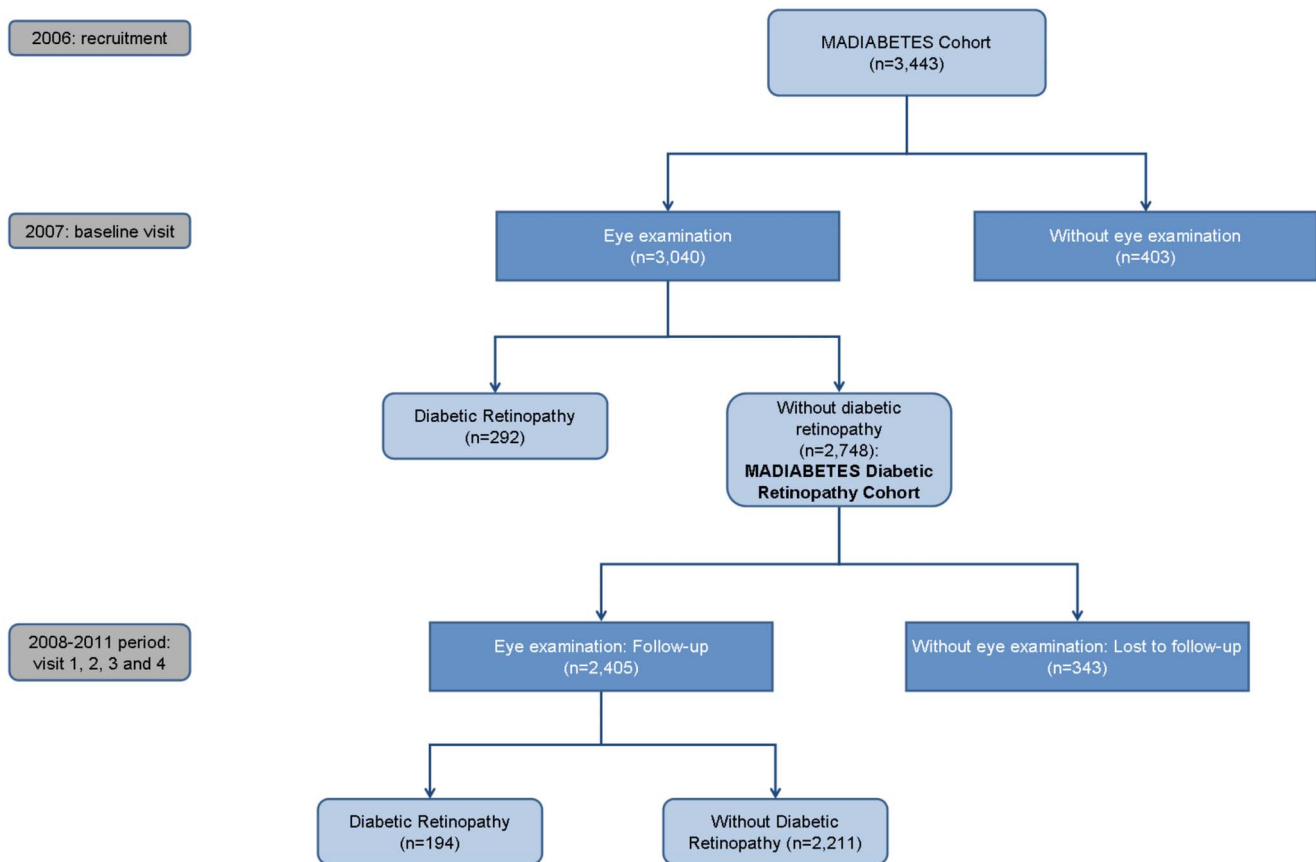 2006: recruitment
MADIABETES Cohort
(n=3,443)
2007: baseline visit
Eye examination
(n=3,040)
Without eye examination
(n=403)
Diabetic Retinopathy
(n=292)
Without diabetic
retinopathy
(n=2,748):
MADIABETES Diabetic
Retinopathy Cohort
2008-2011 period:
visit 1, 2, 3 and 4
Eye examination: Follow-up
(n=2,405)
Without eye examination: Lost to follow-up
(n=343)
Diabetic Retinopathy
(n=194)
Without Diabetic
Retinopathy (n=2,211)